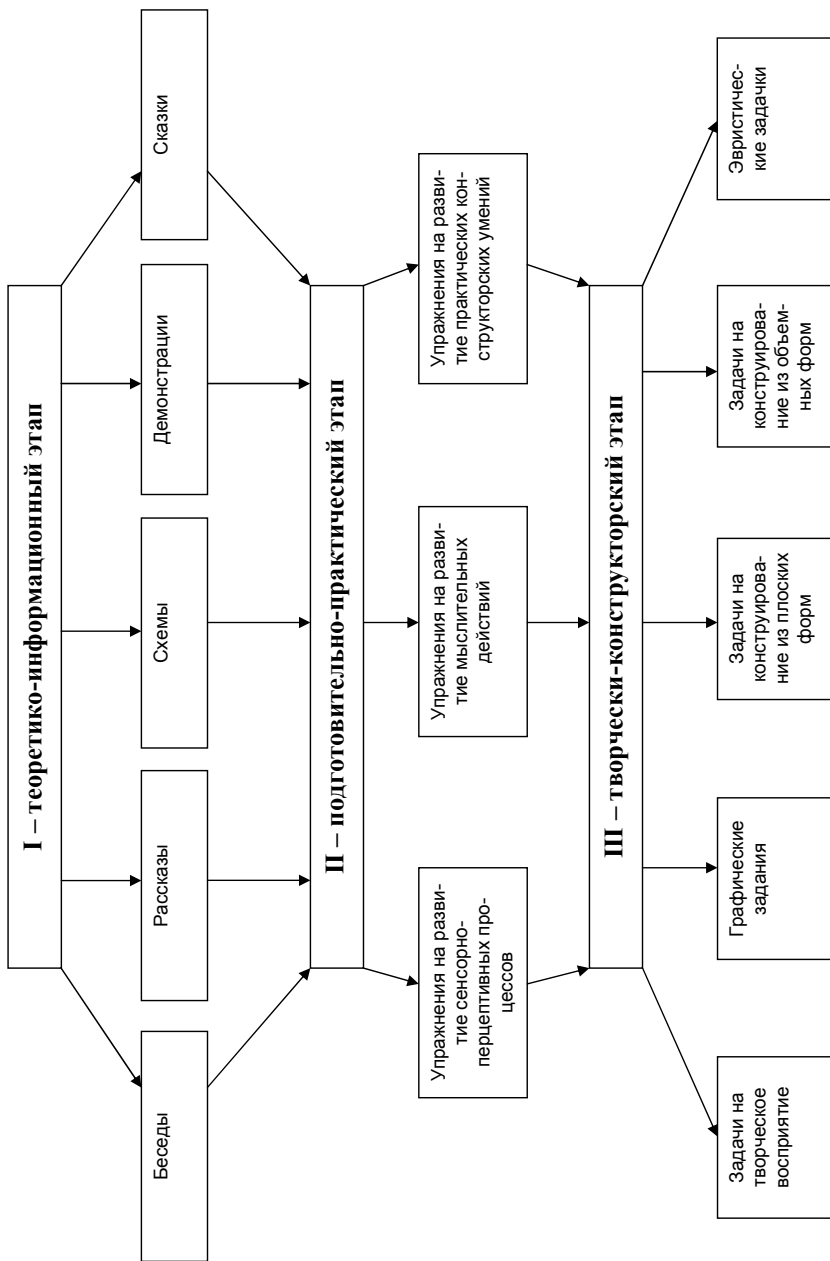 I – теоретико-информационный этап
Беседы
Рассказы
Схемы
Демонстрации
Сказки
II – подготовительно-практический этап
Упражнения на разви-
тие сенсорно-
перцептивных про-
цессов
Упражнения на разви-
тие мыслительных
действий
Упражнения на разви-
тие практических кон-
структорских умений
III – творчески-конструкторский этап
Задачи на
творческое
восприятие
Графические
задания
Задачи на
конструирова-
ние из плоских
форм
Задачи на
конструирова-
ние из объем-
ных форм
Эвристичес-
кие задачки